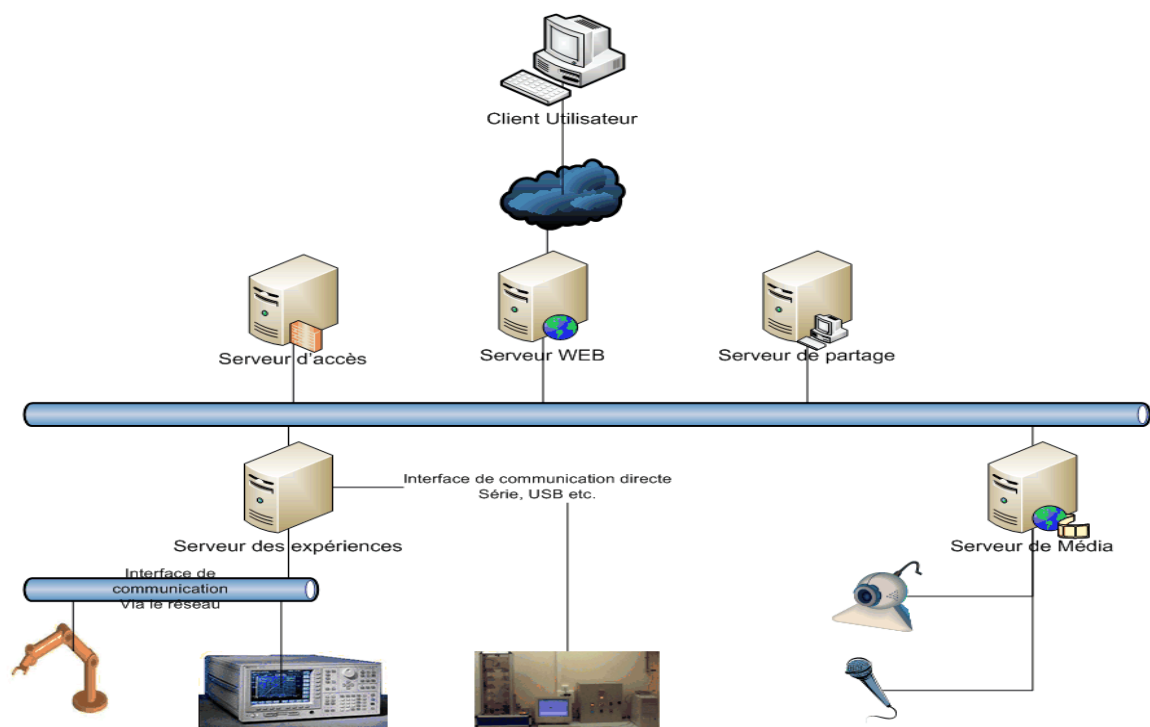 Client Utilisateur
Serveur d'accès
Serveur WEB
Serveur de partage
Interface de communication directe
Série, USB etc.
Serveur des expériences
Serveur de Média
Interface de
communication
Via le réseau